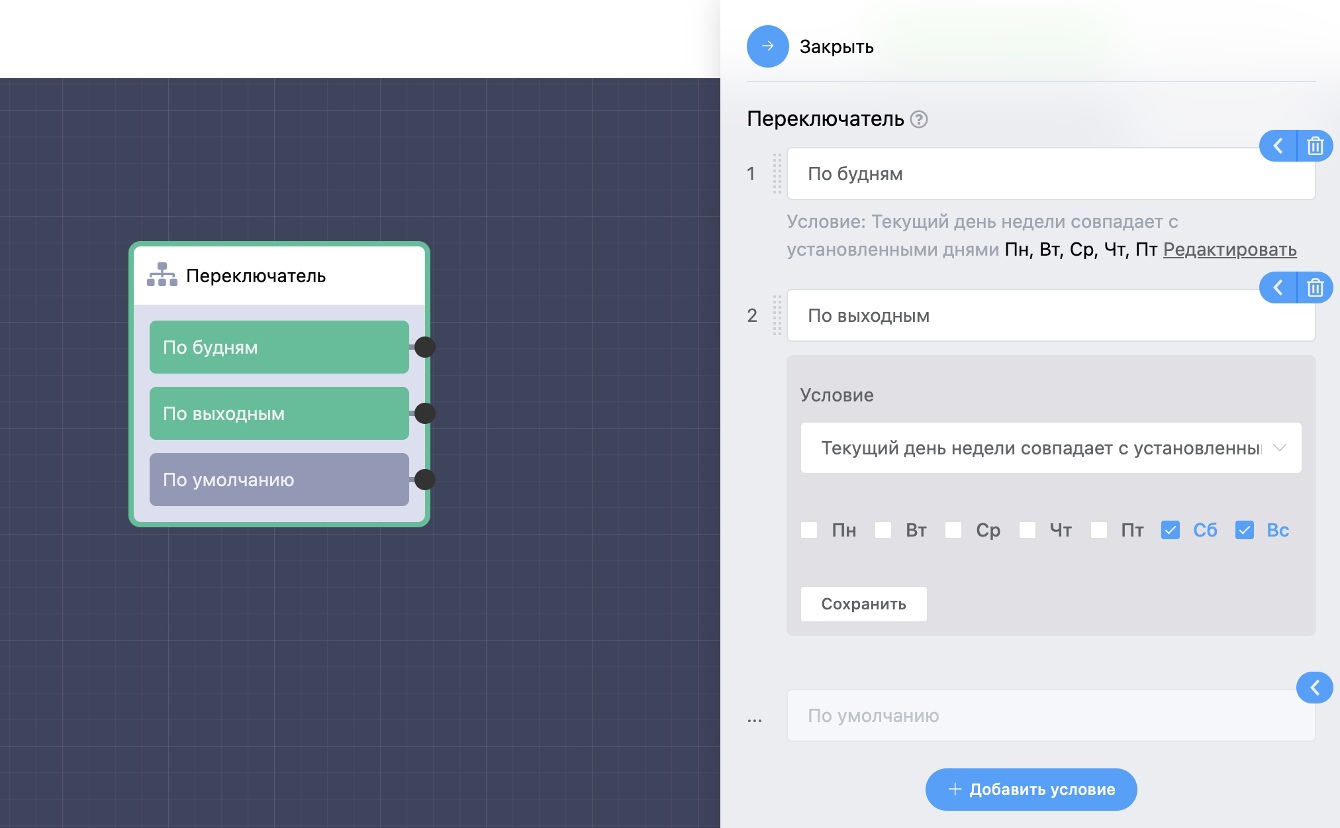 Переключатель
По будням
По выходным
По умолчанию
Закрыть
Переключатель ?
1
По будням
Условие: Текущий день недели совпадает с
установленными днями Пн, Вт, Ср, Чт, Пт Редактировать
2
По выходным
Условие
Текущий день недели совпадает с установленны
Пн Вт Ср Чт Пт Сб Вс
Сохранить
...
По умолчанию
+ Добавить условие